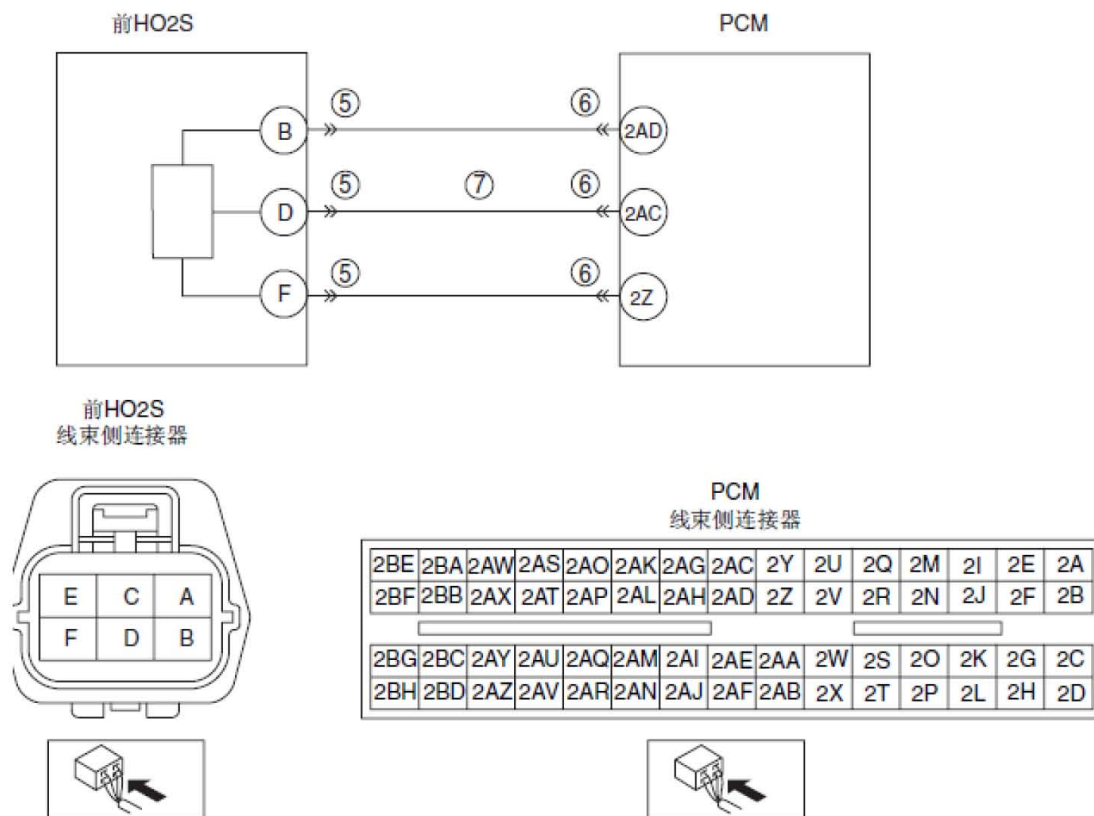 前HO2S
PCM
B ⑤ ⑥ 2AD
D ⑤ ⑦ ⑥ 2AC
F ⑤ ⑥ 2Z
前HO2S
线束侧连接器
E C A
F D B
PCM
线束侧连接器
2BE 2BA 2AW 2AS 2AO 2AK 2AG 2AC 2Y 2U 2Q 2M 2I 2E 2A
2BF 2BB 2AX 2AT 2AP 2AL 2AH 2AD 2Z 2V 2R 2N 2J 2F 2B
2BG 2BC 2AY 2AU 2AQ 2AM 2AI 2AE 2AA 2W 2S 2O 2K 2G 2C
2BH 2BD 2AZ 2AV 2AR 2AN 2AJ 2AF 2AB 2X 2T 2P 2L 2H 2D